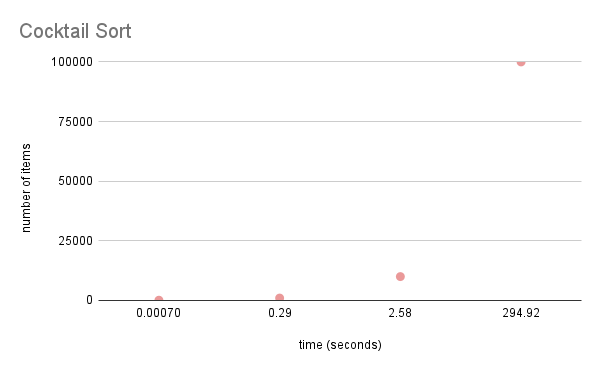 Cocktail Sort
100000
75000
50000
25000
0
number of items
0.00070 0.29 2.58 294.92
time (seconds)